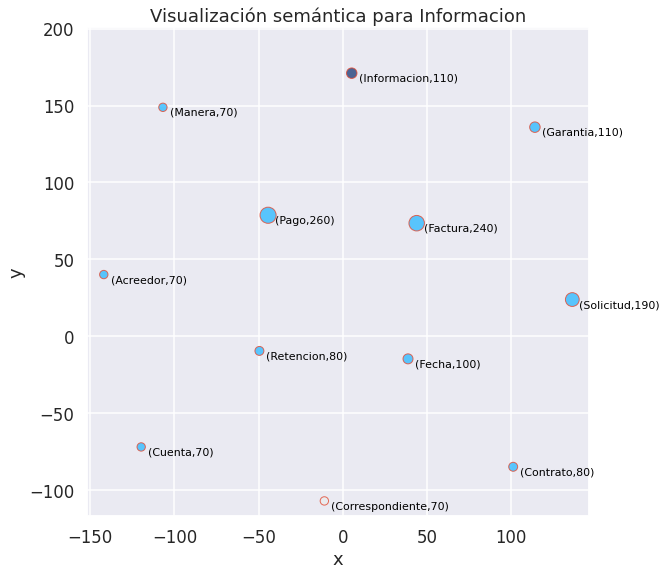 Visualización semántica para Informacion
200
(Informacion,110)
150
(Manera,70)
(Garantia,110)
100
(Pago,260)
(Factura,240)
50
(Acreedor,70)
(Solicitud,190)
y
0
(Retencion,80)
(Fecha,100)
−50
(Cuenta,70)
(Contrato,80)
−100
(Correspondiente,70)
−150 −100 −50 0 50 100
x